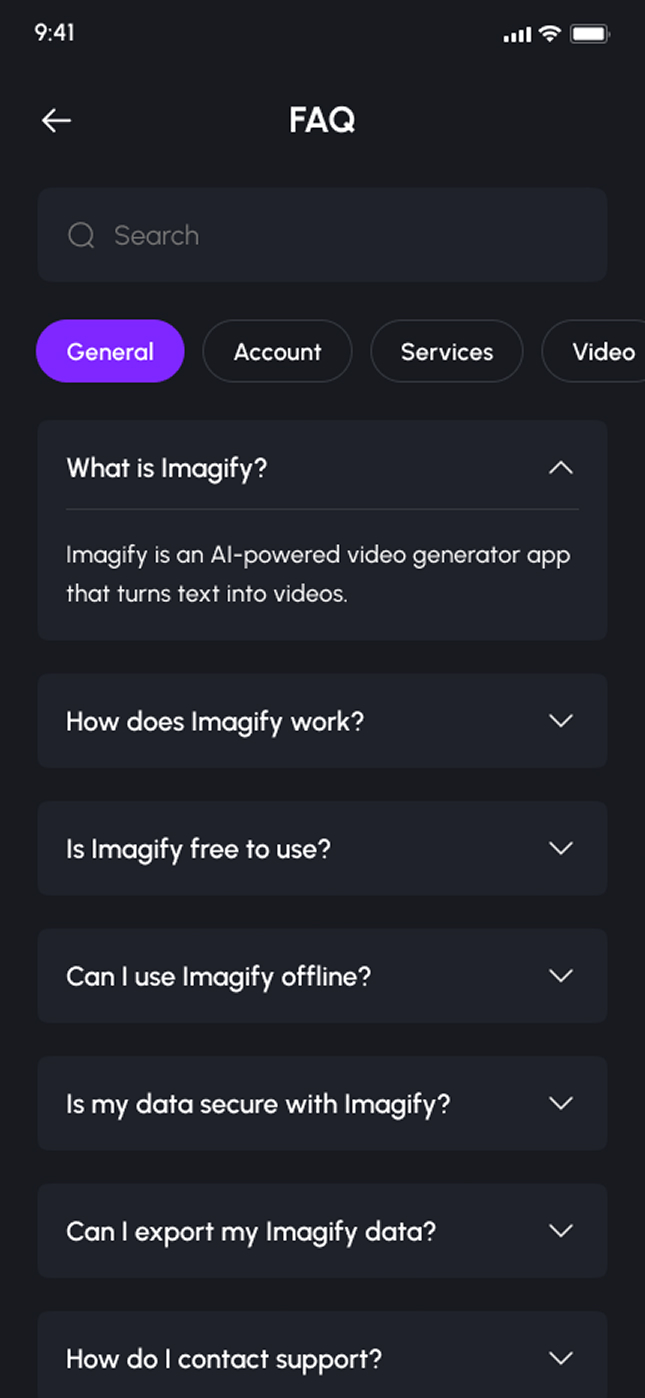 9:41
FAQ
Search
General Account Services Video
What is Imagify?
Imagify is an AI-powered video generator app
that turns text into videos.
How does Imagify work?
Is Imagify free to use?
Can I use Imagify offline?
Is my data secure with Imagify?
Can I export my Imagify data?
How do I contact support?